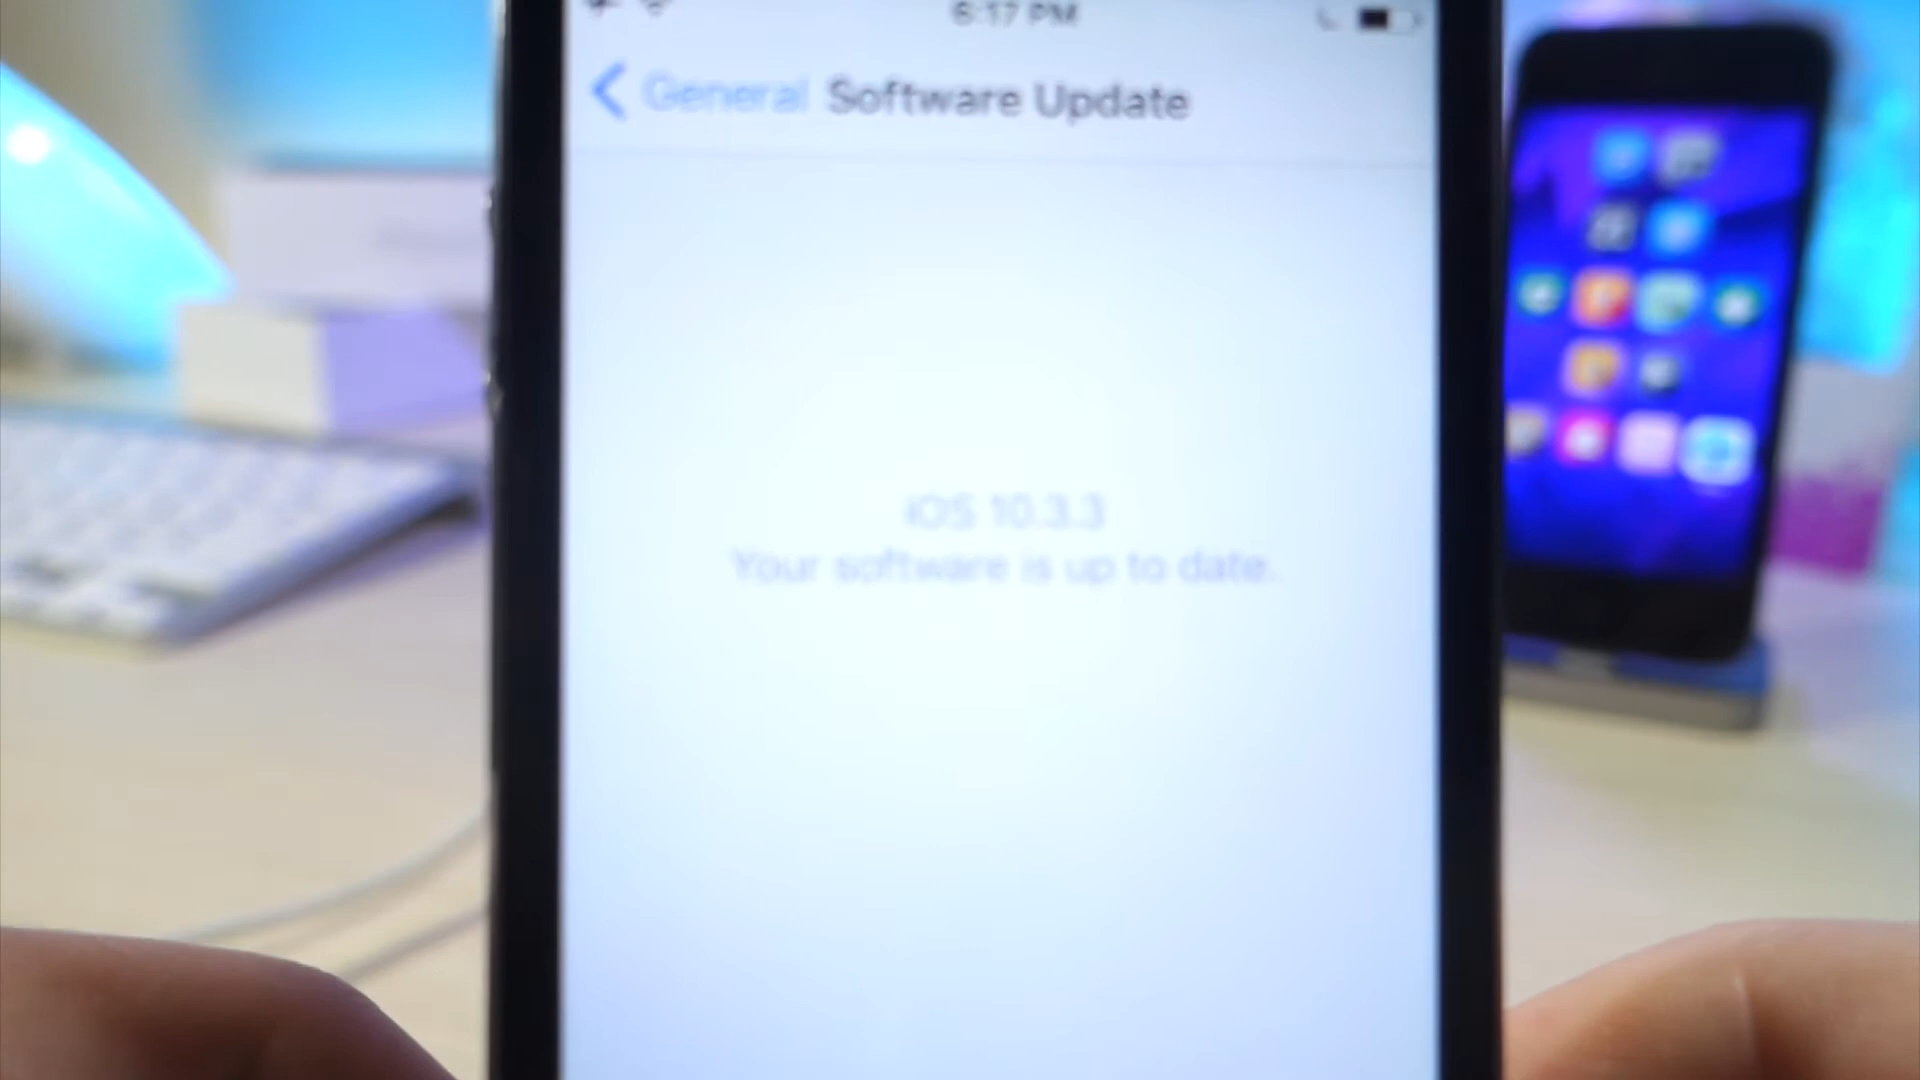 6:17 PM
General Software Update
iOS 10.3.3
Your software is up to date.